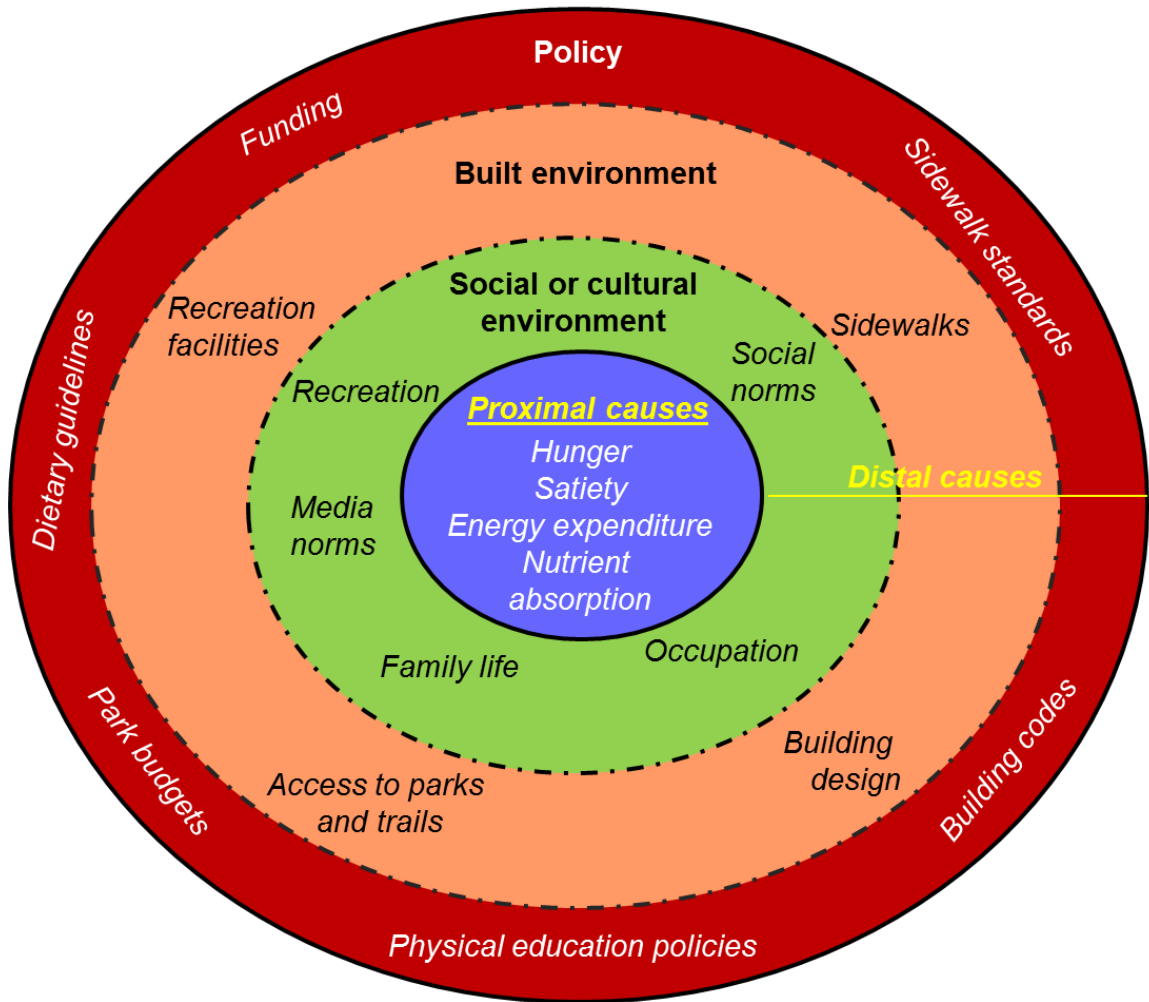 Policy
Funding
Sidewalk standards
Built environment
Social or cultural
environment
Recreation
facilities
Sidewalks
Dietary guidelines
Recreation
Social
norms
Proximal causes
Hunger
Satiety
Energy expenditure
Nutrient
absorption
Distal causes
Media
norms
Family life
Occupation
Park budgets
Access to parks
and trails
Building
design
Building codes
Physical education policies